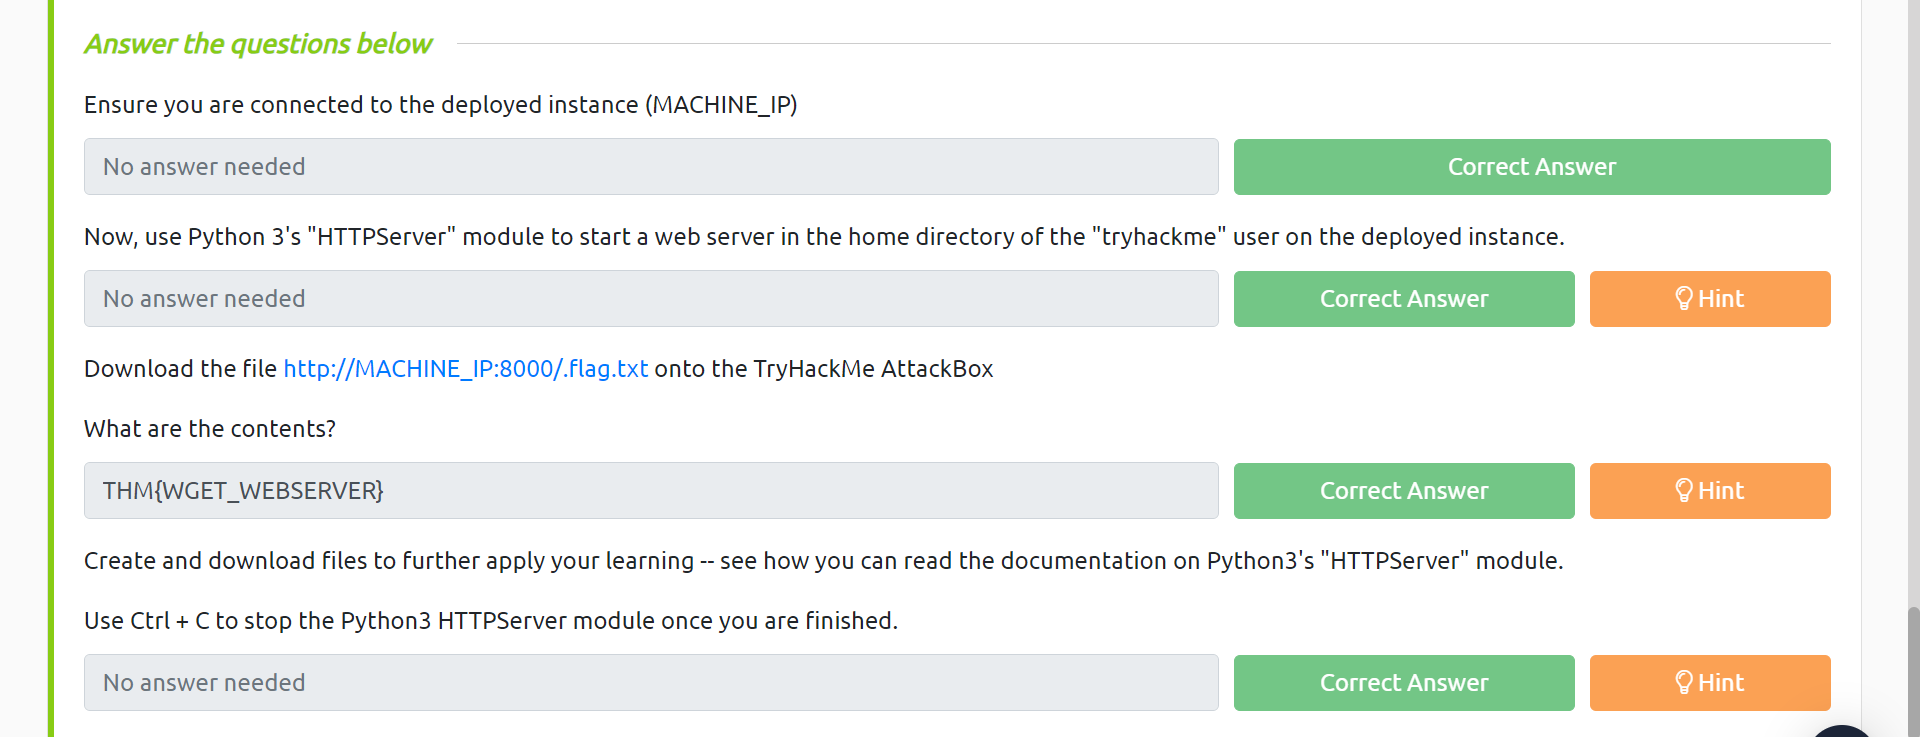 Answer the questions below
Ensure you are connected to the deployed instance (MACHINE_IP)
No answer needed
Correct Answer
Now, use Python 3's "HTTPServer" module to start a web server in the home directory of the "tryhackme" user on the deployed instance.
No answer needed
Correct Answer
Hint
Download the file http://MACHINE_IP:8000/.flag.txt onto the TryHackMe AttackBox
What are the contents?
THM{WGET_WEBSERVER}
Correct Answer
Hint
Create and download files to further apply your learning -- see how you can read the documentation on Python3's "HTTPServer" module.
Use Ctrl + C to stop the Python3 HTTPServer module once you are finished.
No answer needed
Correct Answer
Hint